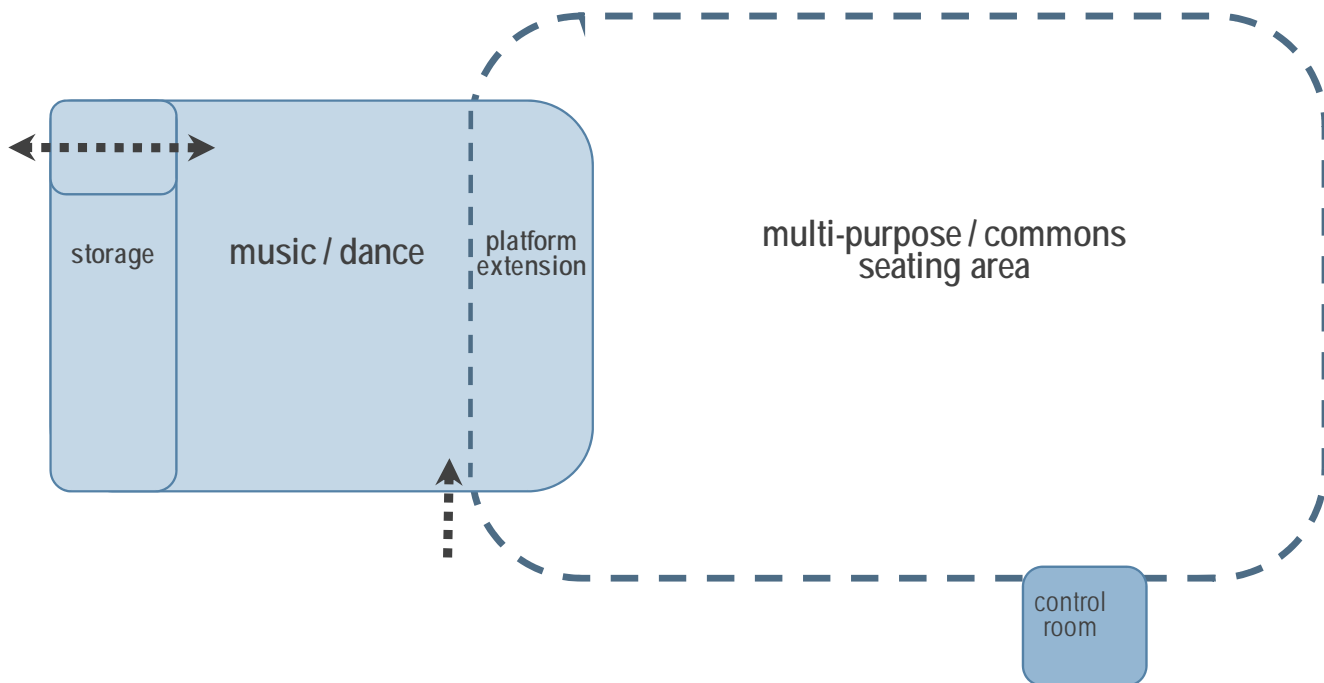 storage
music / dance
platform
extension
multi-purpose / commons
seating area
control
room